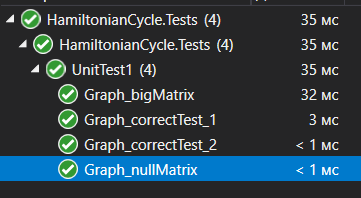 HamiltonianCycle.Tests (4) 35 мс
HamiltonianCycle.Tests (4) 35 мс
UnitTest1 (4) 35 мс
Graph_bigMatrix 32 мс
Graph_correctTest_1 3 мс
Graph_correctTest_2 < 1 мс
Graph_nullMatrix < 1 мс